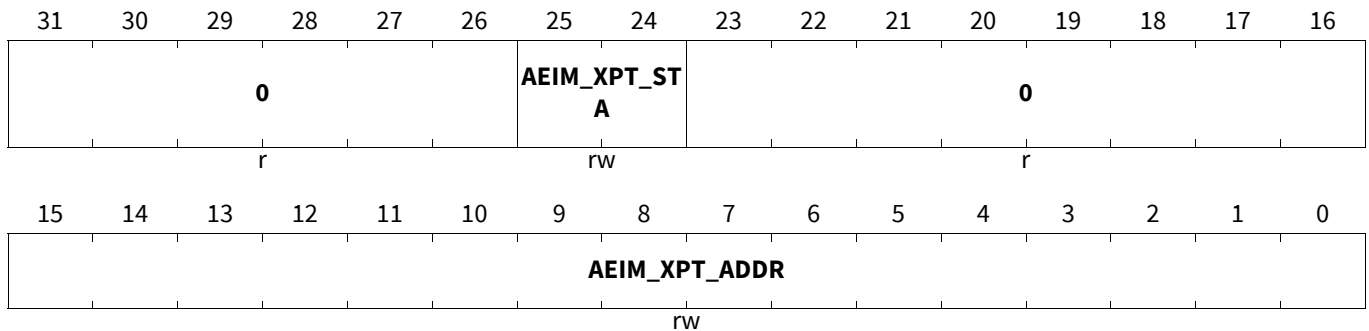 31 30 29 28 27 26 25 24 23 22 21 20 19 18 17 16
0 AEIM_XPT_ST
A 0
r rw r
15 14 13 12 11 10 9 8 7 6 5 4 3 2 1 0
AEIM_XPT_ADDR
rw